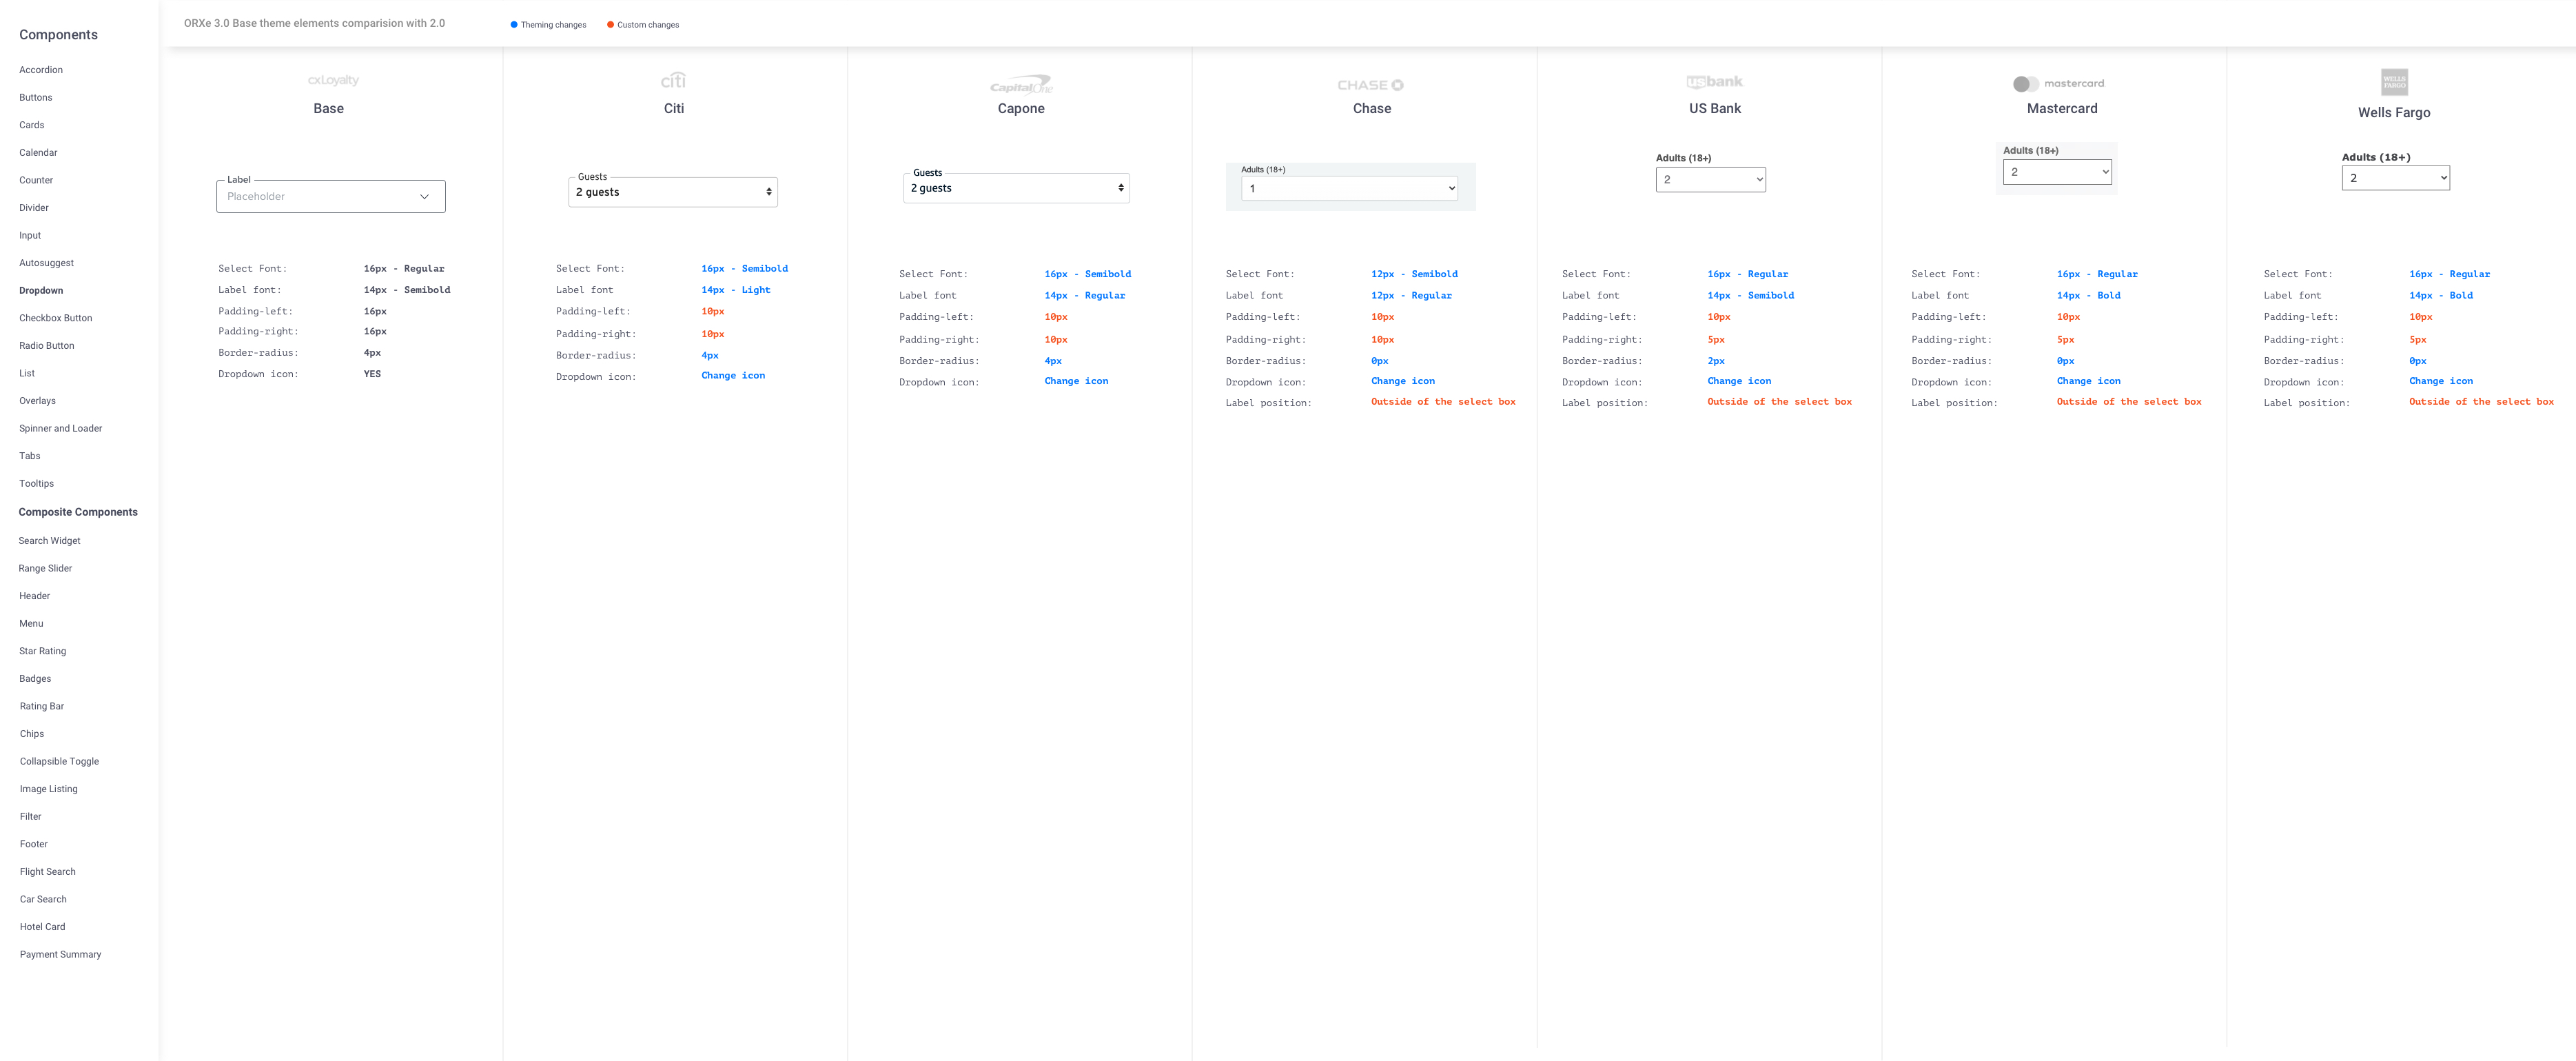 ORXe 3.0 Base theme elements comparision with 2.0
Theming changes
Custom changes
Components
Accordion
Buttons
Cards
Calendar
Counter
Divider
Input
Autosuggest
Dropdown
Checkbox Button
Radio Button
List
Overlays
Spinner and Loader
Tabs
Tooltips
Composite Components
Search Widget
Range Slider
Header
Menu
Star Rating
Badges
Rating Bar
Chips
Collapsible Toggle
Image Listing
Filter
Footer
Flight Search
Car Search
Hotel Card
Payment Summary
cxLoyalty
Base
Label
Placeholder
Select Font: 16px - Regular
Label font: 14px - Semibold
Padding-left: 16px
Padding-right: 16px
Border-radius: 4px
Dropdown icon: YES
citi
Citi
Guests
2 guests
Select Font: 16px - Semibold
Label font 14px - Light
Padding-left: 10px
Padding-right: 10px
Border-radius: 4px
Dropdown icon: Change icon
Capital One
Capone
Guests
2 guests
Select Font: 16px - Semibold
Label font 14px - Regular
Padding-left: 10px
Padding-right: 10px
Border-radius: 4px
Dropdown icon: Change icon
CHASE
Chase
Adults (18+)
1
Select Font: 12px - Semibold
Label font 12px - Regular
Padding-left: 10px
Padding-right: 10px
Border-radius: 0px
Dropdown icon: Change icon
Label position: Outside of the select box
usbank
US Bank
Adults (18+)
2
Select Font: 16px - Regular
Label font 14px - Semibold
Padding-left: 10px
Padding-right: 5px
Border-radius: 2px
Dropdown icon: Change icon
Label position: Outside of the select box
mastercard
Mastercard
Adults (18+)
2
Select Font: 16px - Regular
Label font 14px - Bold
Padding-left: 10px
Padding-right: 5px
Border-radius: 0px
Dropdown icon: Change icon
Label position: Outside of the select box
WELLS
FARGO
Wells Fargo
Adults (18+)
2
Select Font: 16px - Regular
Label font 14px - Bold
Padding-left: 10px
Padding-right: 5px
Border-radius: 0px
Dropdown icon: Change icon
Label position: Outside of the select box